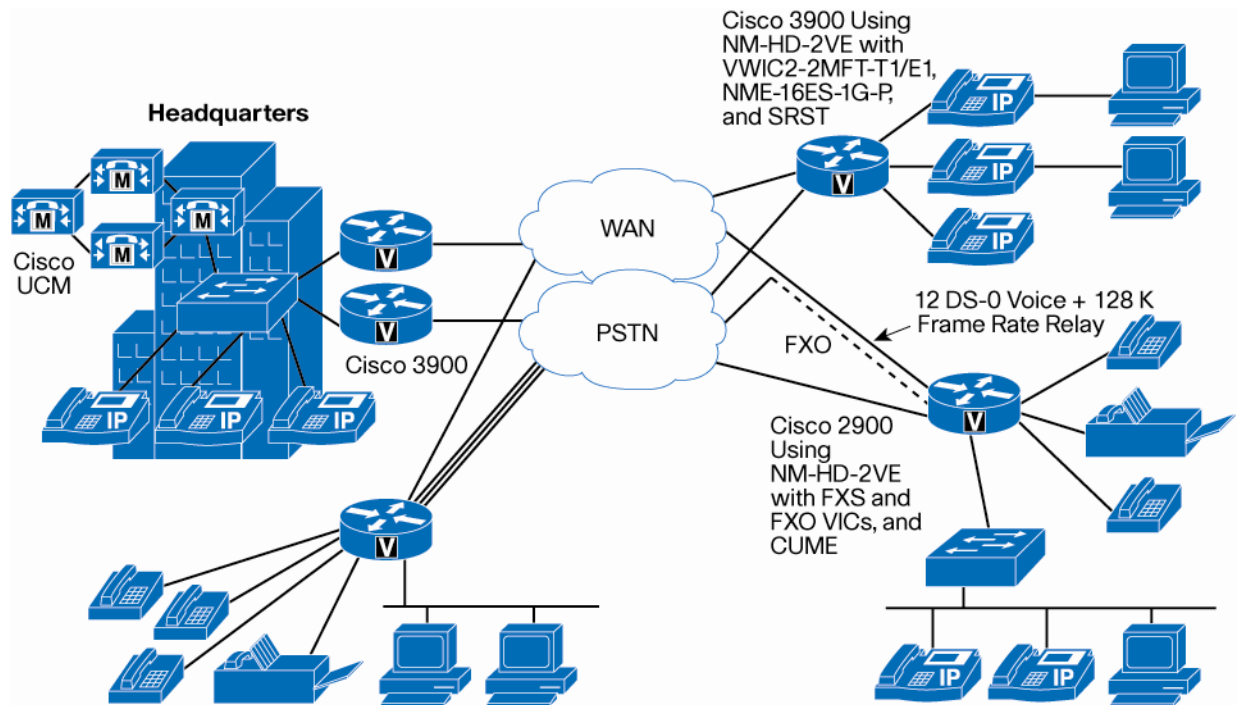 Headquarters
M
M
M
M
Cisco
UCM
V
V
Cisco 3900
IP
IP
IP
WAN
PSTN
Cisco 3900 Using
NM-HD-2VE with
VWIC2-2MFT-T1/E1,
NME-16ES-1G-P,
and SRST
V
IP
IP
IP
12 DS-0 Voice + 128 K
Frame Rate Relay
FXO
V
Cisco 2900
Using
NM-HD-2VE
with FXS and
FXO VICs, and
CUME
V
IP
IP